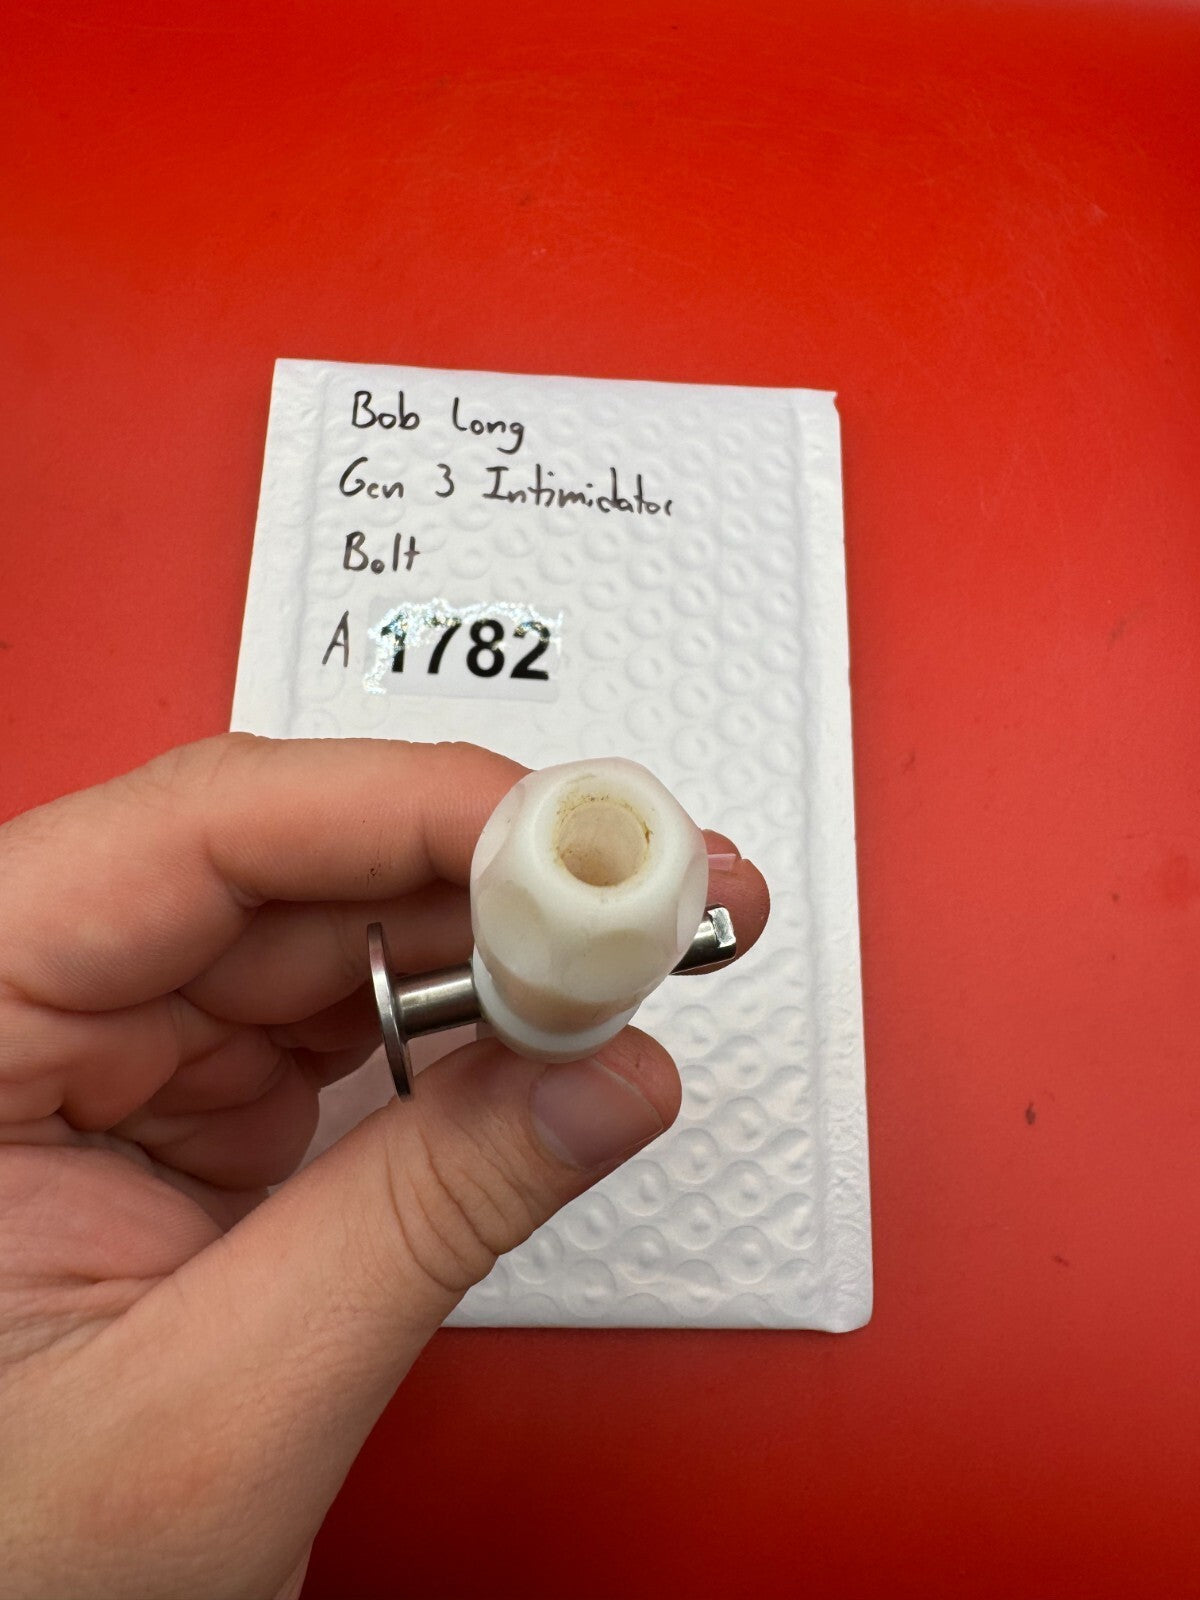 Bob Long
Gen 3 Intimidator
Bolt
A 1782